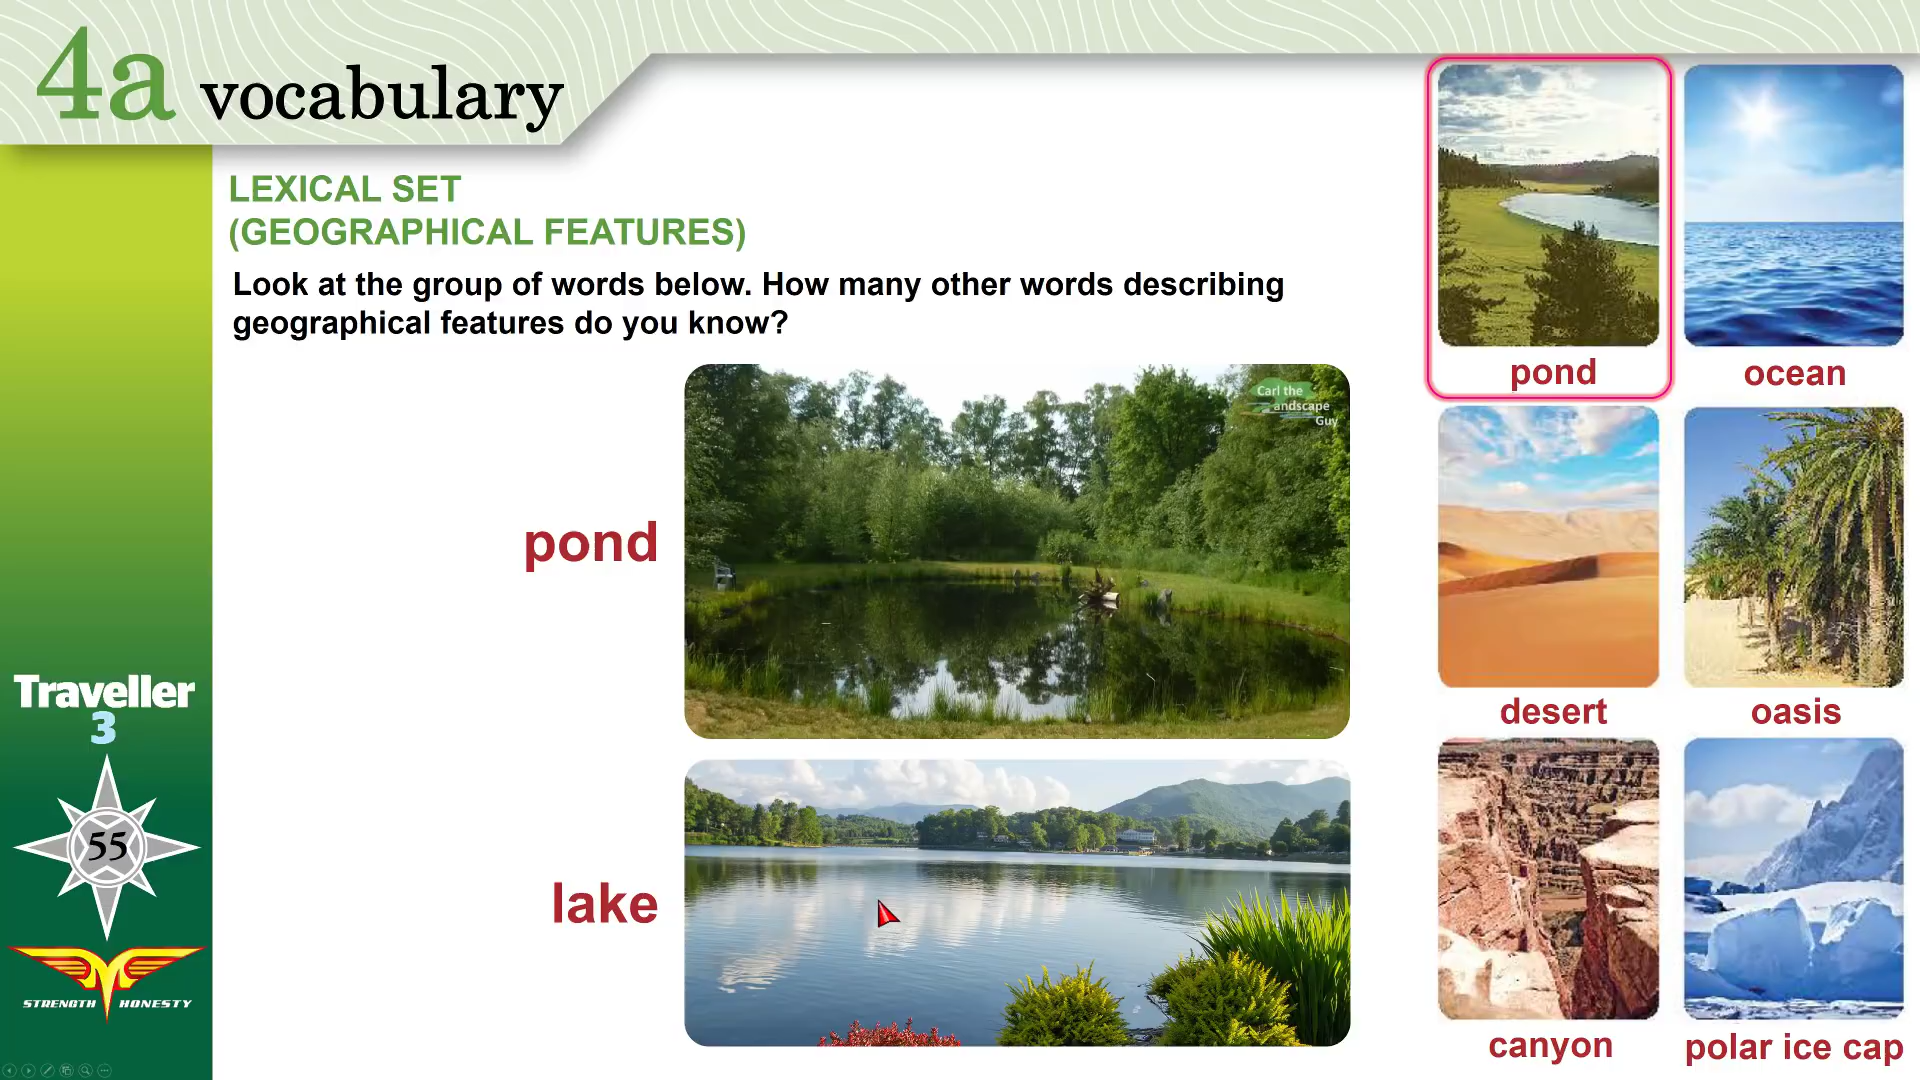 4a vocabulary
LEXICAL SET
(GEOGRAPHICAL FEATURES)
Look at the group of words below. How many other words describing
geographical features do you know?
pond
Carl the
andscape
Guy
lake
pond
ocean
desert
oasis
canyon
polar ice cap
Traveller
3
55
STRENGTH HONESTY